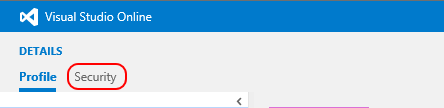 Visual Studio Online
DETAILS
Profile Security